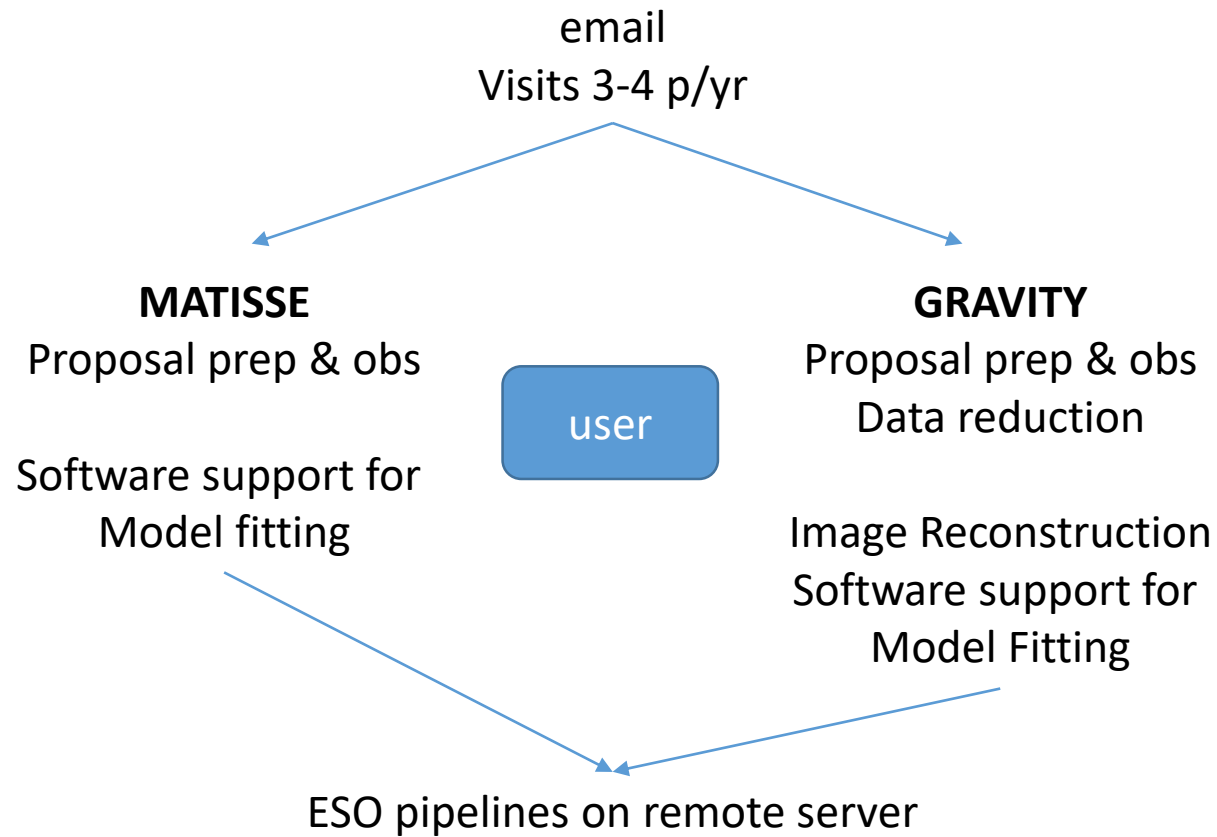 email
Visits 3-4 p/yr
MATISSE
Proposal prep & obs
Software support for
Model fitting
user
GRAVITY
Proposal prep & obs
Data reduction
Image Reconstruction
Software support for
Model Fitting
ESO pipelines on remote server